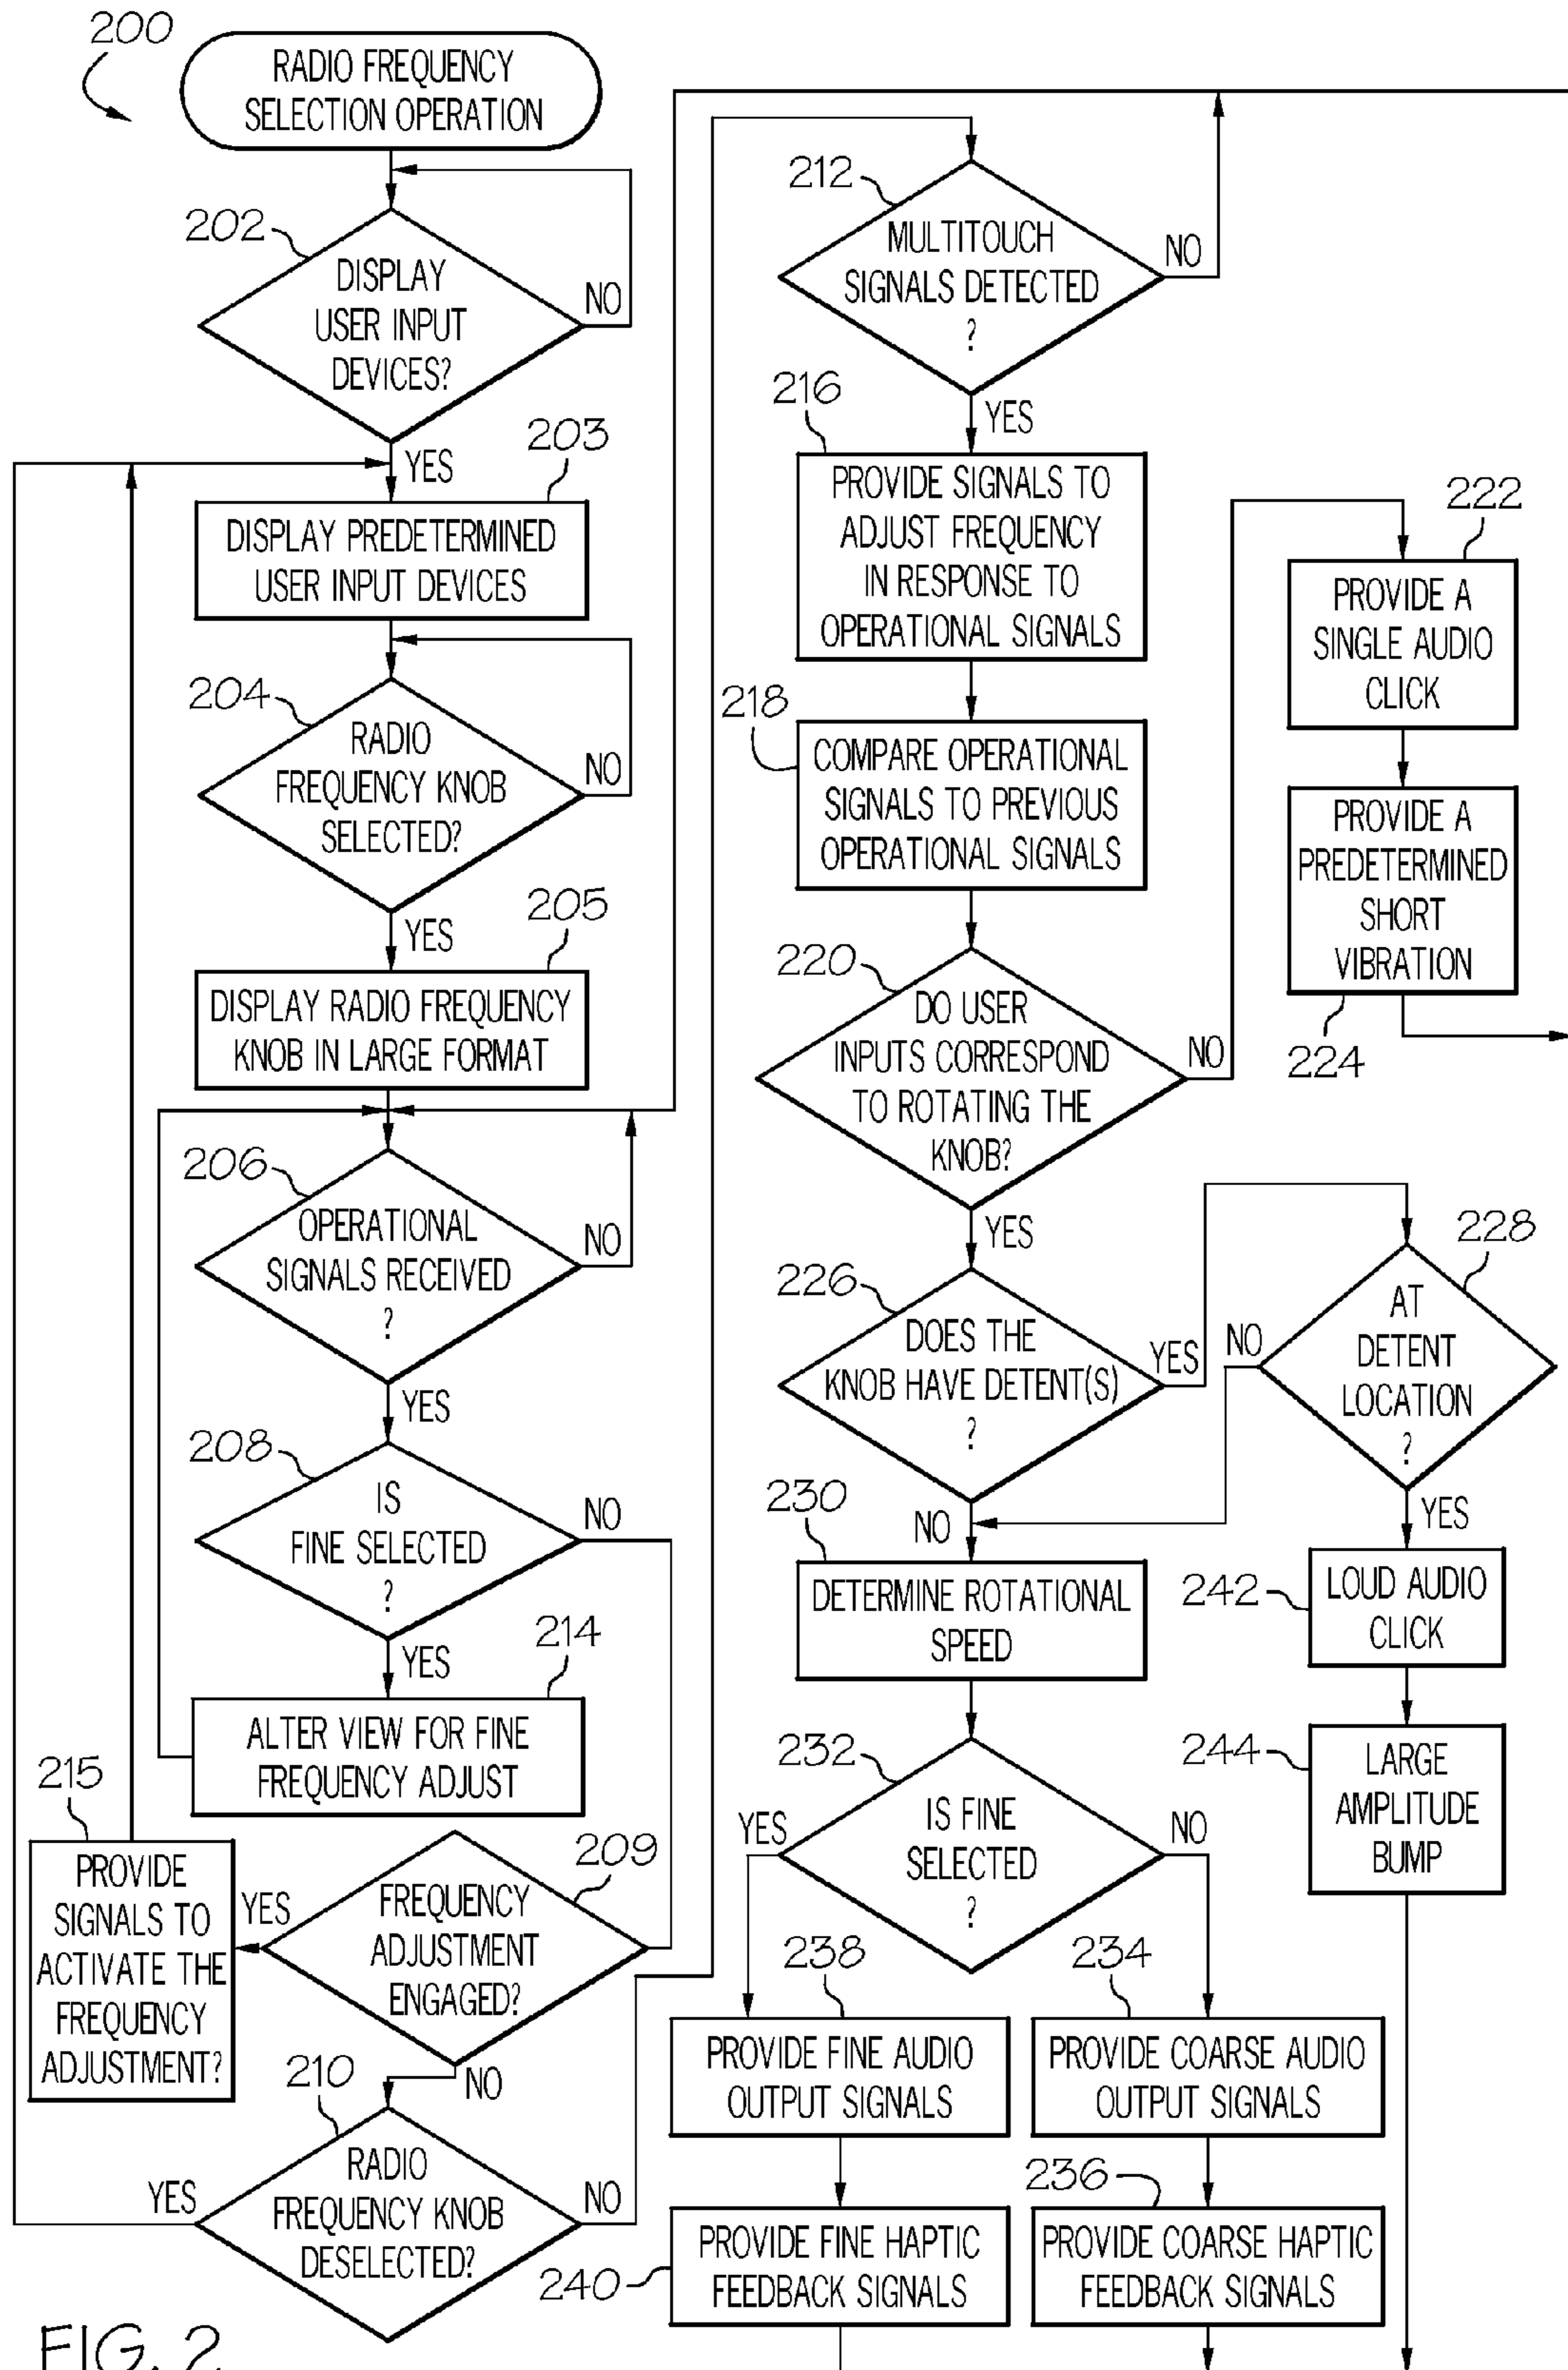 200
RADIO FREQUENCY
SELECTION OPERATION
202
DISPLAY
USER INPUT
DEVICES?
NO
YES
203
DISPLAY PREDETERMINED
USER INPUT DEVICES
204
RADIO
FREQUENCY KNOB
SELECTED?
NO
YES
205
DISPLAY RADIO FREQUENCY
KNOB IN LARGE FORMAT
206
OPERATIONAL
SIGNALS RECEIVED
?
NO
YES
208
IS
FINE SELECTED
?
NO
YES
214
ALTER VIEW FOR FINE
FREQUENCY ADJUST
215
PROVIDE
SIGNALS TO
ACTIVATE THE
FREQUENCY
ADJUSTMENT?
209
FREQUENCY
ADJUSTMENT
ENGAGED?
YES
NO
210
RADIO
FREQUENCY KNOB
DESELECTED?
YES
NO
212
MULTITOUCH
SIGNALS DETECTED
?
NO
YES
216
PROVIDE SIGNALS TO
ADJUST FREQUENCY
IN RESPONSE TO
OPERATIONAL SIGNALS
218
COMPARE OPERATIONAL
SIGNALS TO PREVIOUS
OPERATIONAL SIGNALS
220
DO USER
INPUTS CORRESPOND
TO ROTATING THE
KNOB?
NO
YES
222
PROVIDE A
SINGLE AUDIO
CLICK
PROVIDE A
PREDETERMINED
SHORT
VIBRATION
224
226
DOES THE
KNOB HAVE DETENT(S)
?
YES
NO
228
AT
DETENT
LOCATION
?
NO
YES
230
DETERMINE ROTATIONAL
SPEED
232
IS FINE
SELECTED
?
YES
NO
242
LOUD AUDIO
CLICK
244
LARGE
AMPLITUDE
BUMP
238
PROVIDE FINE AUDIO
OUTPUT SIGNALS
234
PROVIDE COARSE AUDIO
OUTPUT SIGNALS
240
PROVIDE FINE HAPTIC
FEEDBACK SIGNALS
236
PROVIDE COARSE HAPTIC
FEEDBACK SIGNALS
FIG. 2